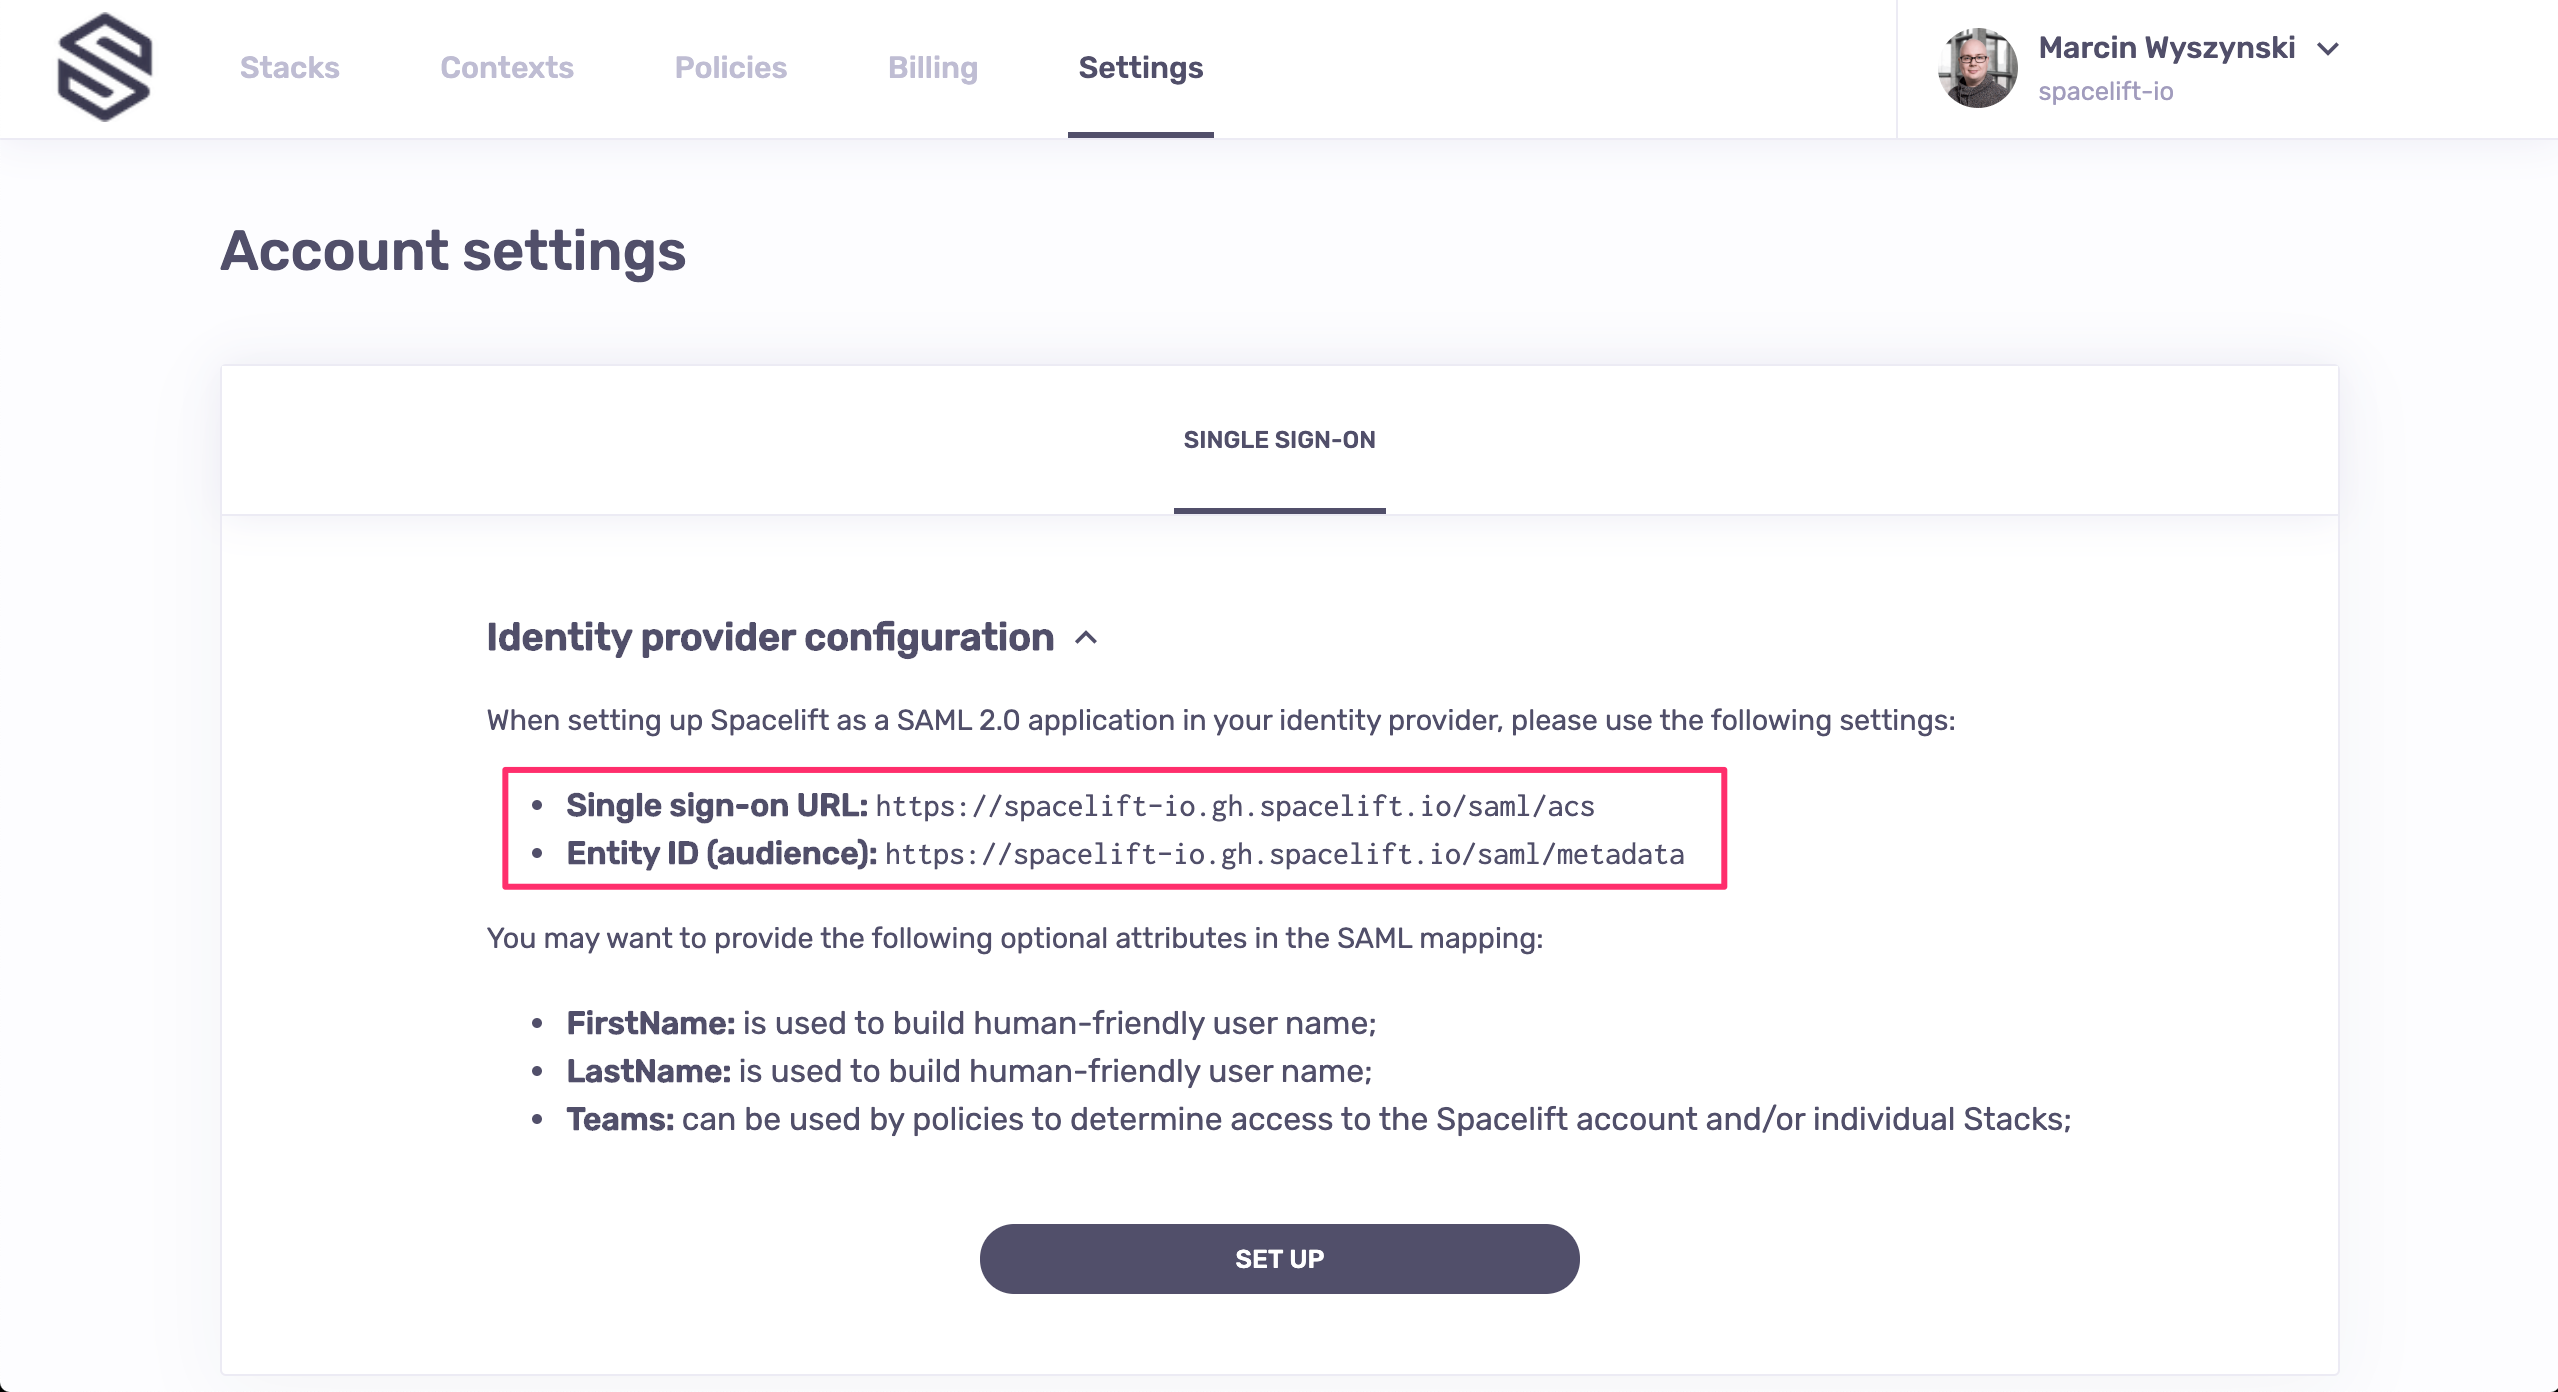 Stacks Contexts Policies Billing Settings
Marcin Wyszynski
spacelift-io
Account settings
SINGLE SIGN-ON
Identity provider configuration
When setting up Spacelift as a SAML 2.0 application in your identity provider, please use the following settings:
• Single sign-on URL: https://spacelift-io.gh.spacelift.io/saml/acs
• Entity ID (audience): https://spacelift-io.gh.spacelift.io/saml/metadata
You may want to provide the following optional attributes in the SAML mapping:
• FirstName: is used to build human-friendly user name;
• LastName: is used to build human-friendly user name;
• Teams: can be used by policies to determine access to the Spacelift account and/or individual Stacks;
SET UP